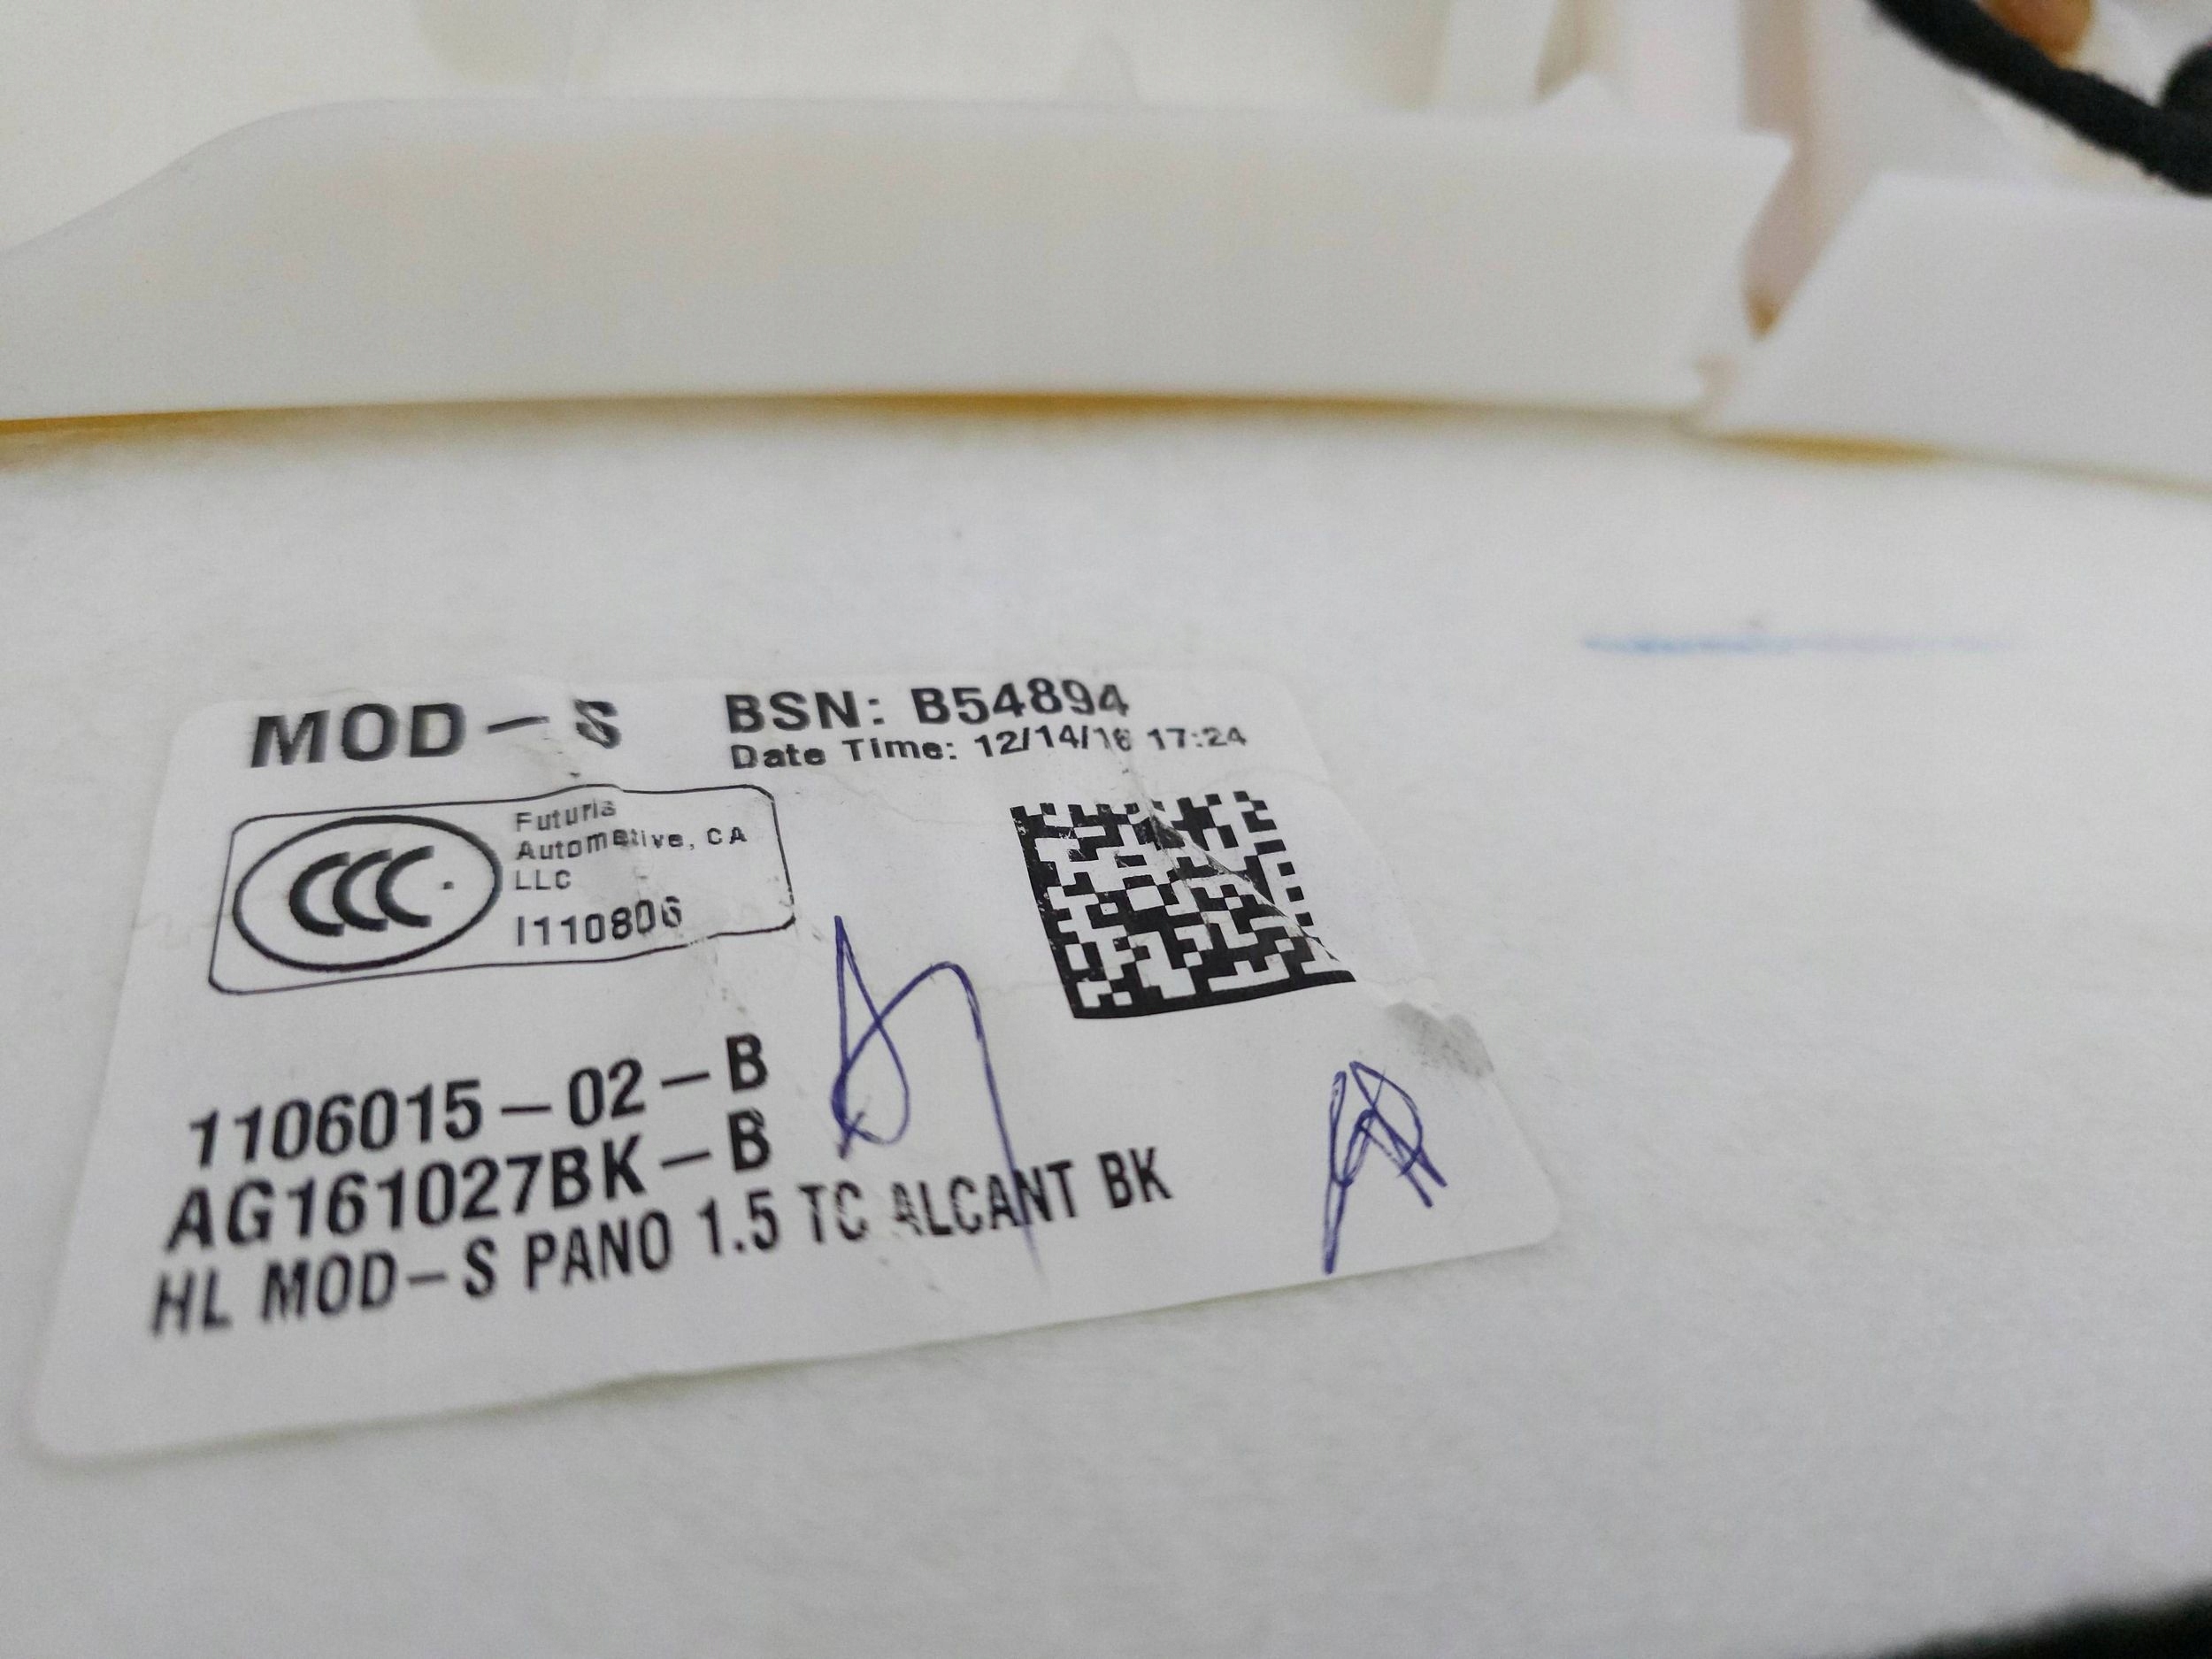 MOD-S
BSN: B54894
Date Time: 12/14/16 17:24
CCC
Futuris
Automotive, CA
LLC
I110806
1106015-02-B
AG161027BK-B
HL MOD-S PANO 1.5 TC ALCANT BK